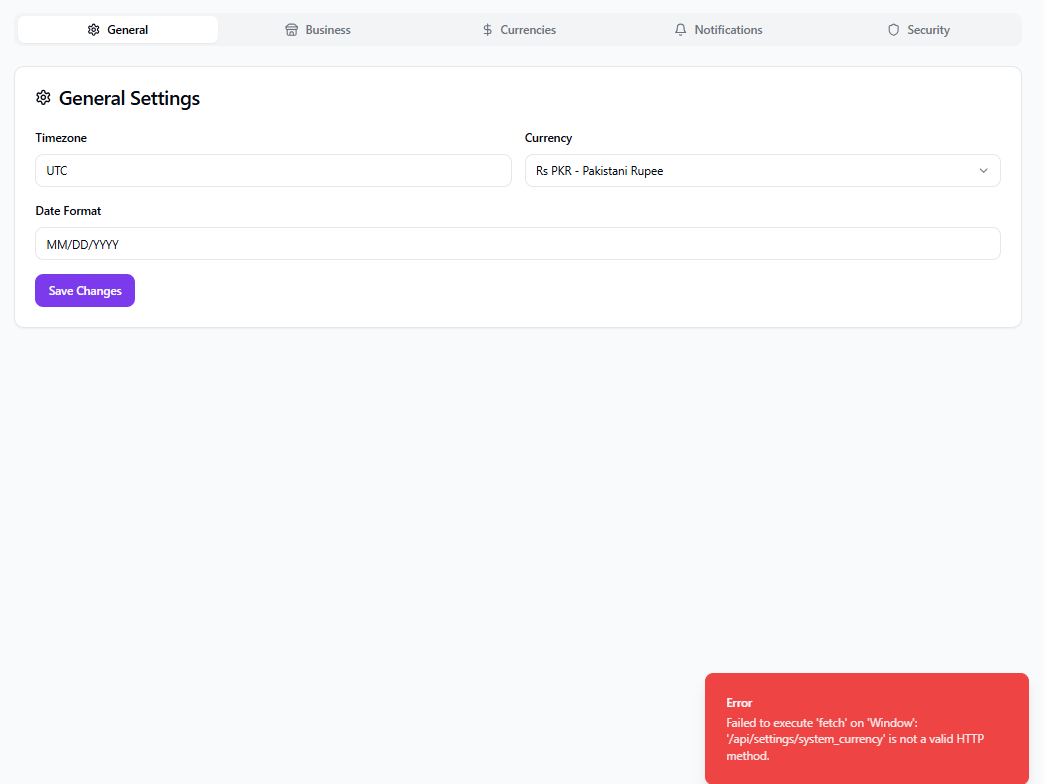 General
Business
Currencies
Notifications
Security
General Settings
Timezone
Currency
UTC
Rs PKR - Pakistani Rupee
Date Format
MM/DD/YYYY
Save Changes
Error
Failed to execute 'fetch' on 'Window':
'/api/settings/system_currency' is not a valid HTTP
method.